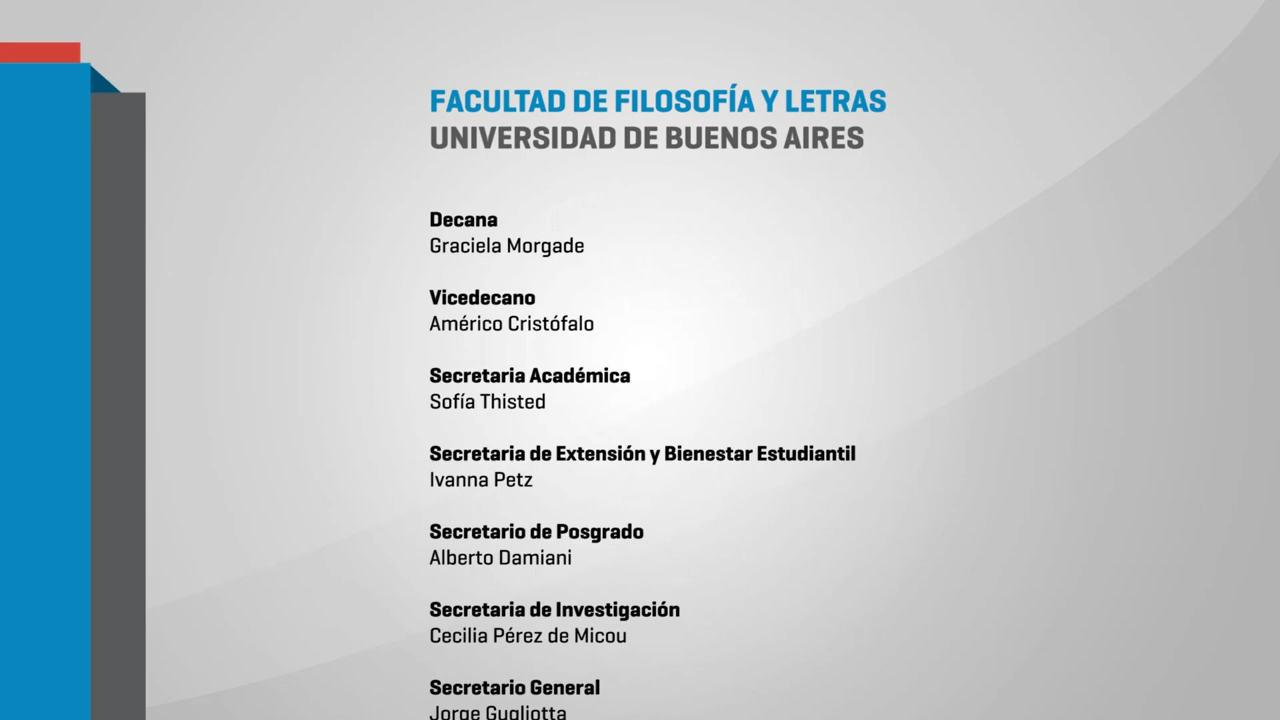 FACULTAD DE FILOSOFÍA Y LETRAS
UNIVERSIDAD DE BUENOS AIRES
Decana
Graciela Morgade
Vicedecano
Américo Cristófalo
Secretaria Académica
Sofía Thisted
Secretaria de Extensión y Bienestar Estudiantil
Ivanna Petz
Secretario de Posgrado
Alberto Damiani
Secretaria de Investigación
Cecilia Pérez de Micou
Secretario General
Jorge Gugliotta